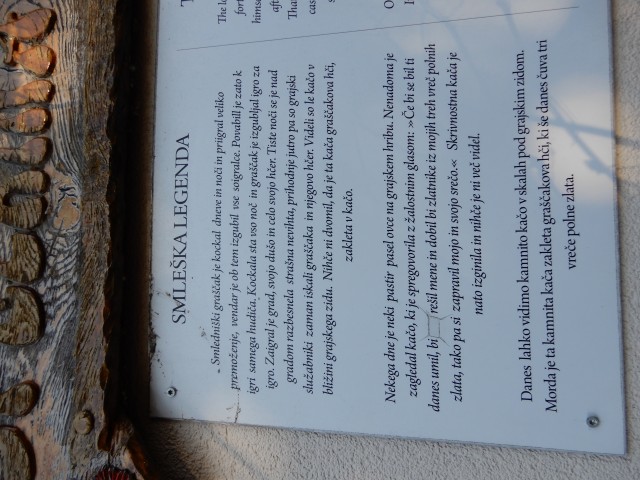 SMLEŠKA LEGENDA
Smledniški graščak je kockal dneve in noči in priigral veliko
premoženje, vendar je ob tem izgubil vse soigralce. Povabil je zato k
igri samega hudiča. Kockala sta vso noč in graščak je izgubljal igro za
igro. Zaigral je grad, svojo dušo in celo svojo hčer. Tiste noči se je nad
gradom razbesnela strašna nevihta, prihodnje jutro pa so grajski
služabniki zaman iskali graščaka in njegovo hčer. Videli so le kačo v
bližini grajskega zidu. Nihče ni dvomil, da je ta kača graščakova hči,
zakleta v kačo.
Nekega dne je neki pastir pasel ovce na grajskem hribu. Nenadoma je
zagledal kačo, ki je spregovorila z žalostnim glasom: »Če bi se bil ti
danes umil, bi rešil mene in dobil bi zlatnike iz mojih treh vreč polnih
zlata, tako pa si zapravil mojo in svojo srečo.« Skrivnostna kača je
nato izginila in nihče je ni več videl.
Danes lahko vidimo kamnito kačo v skalah pod grajskim zidom.
Morda je ta kamnita kača zakleta graščakova hči, ki še danes čuva tri
vreče polne zlata.